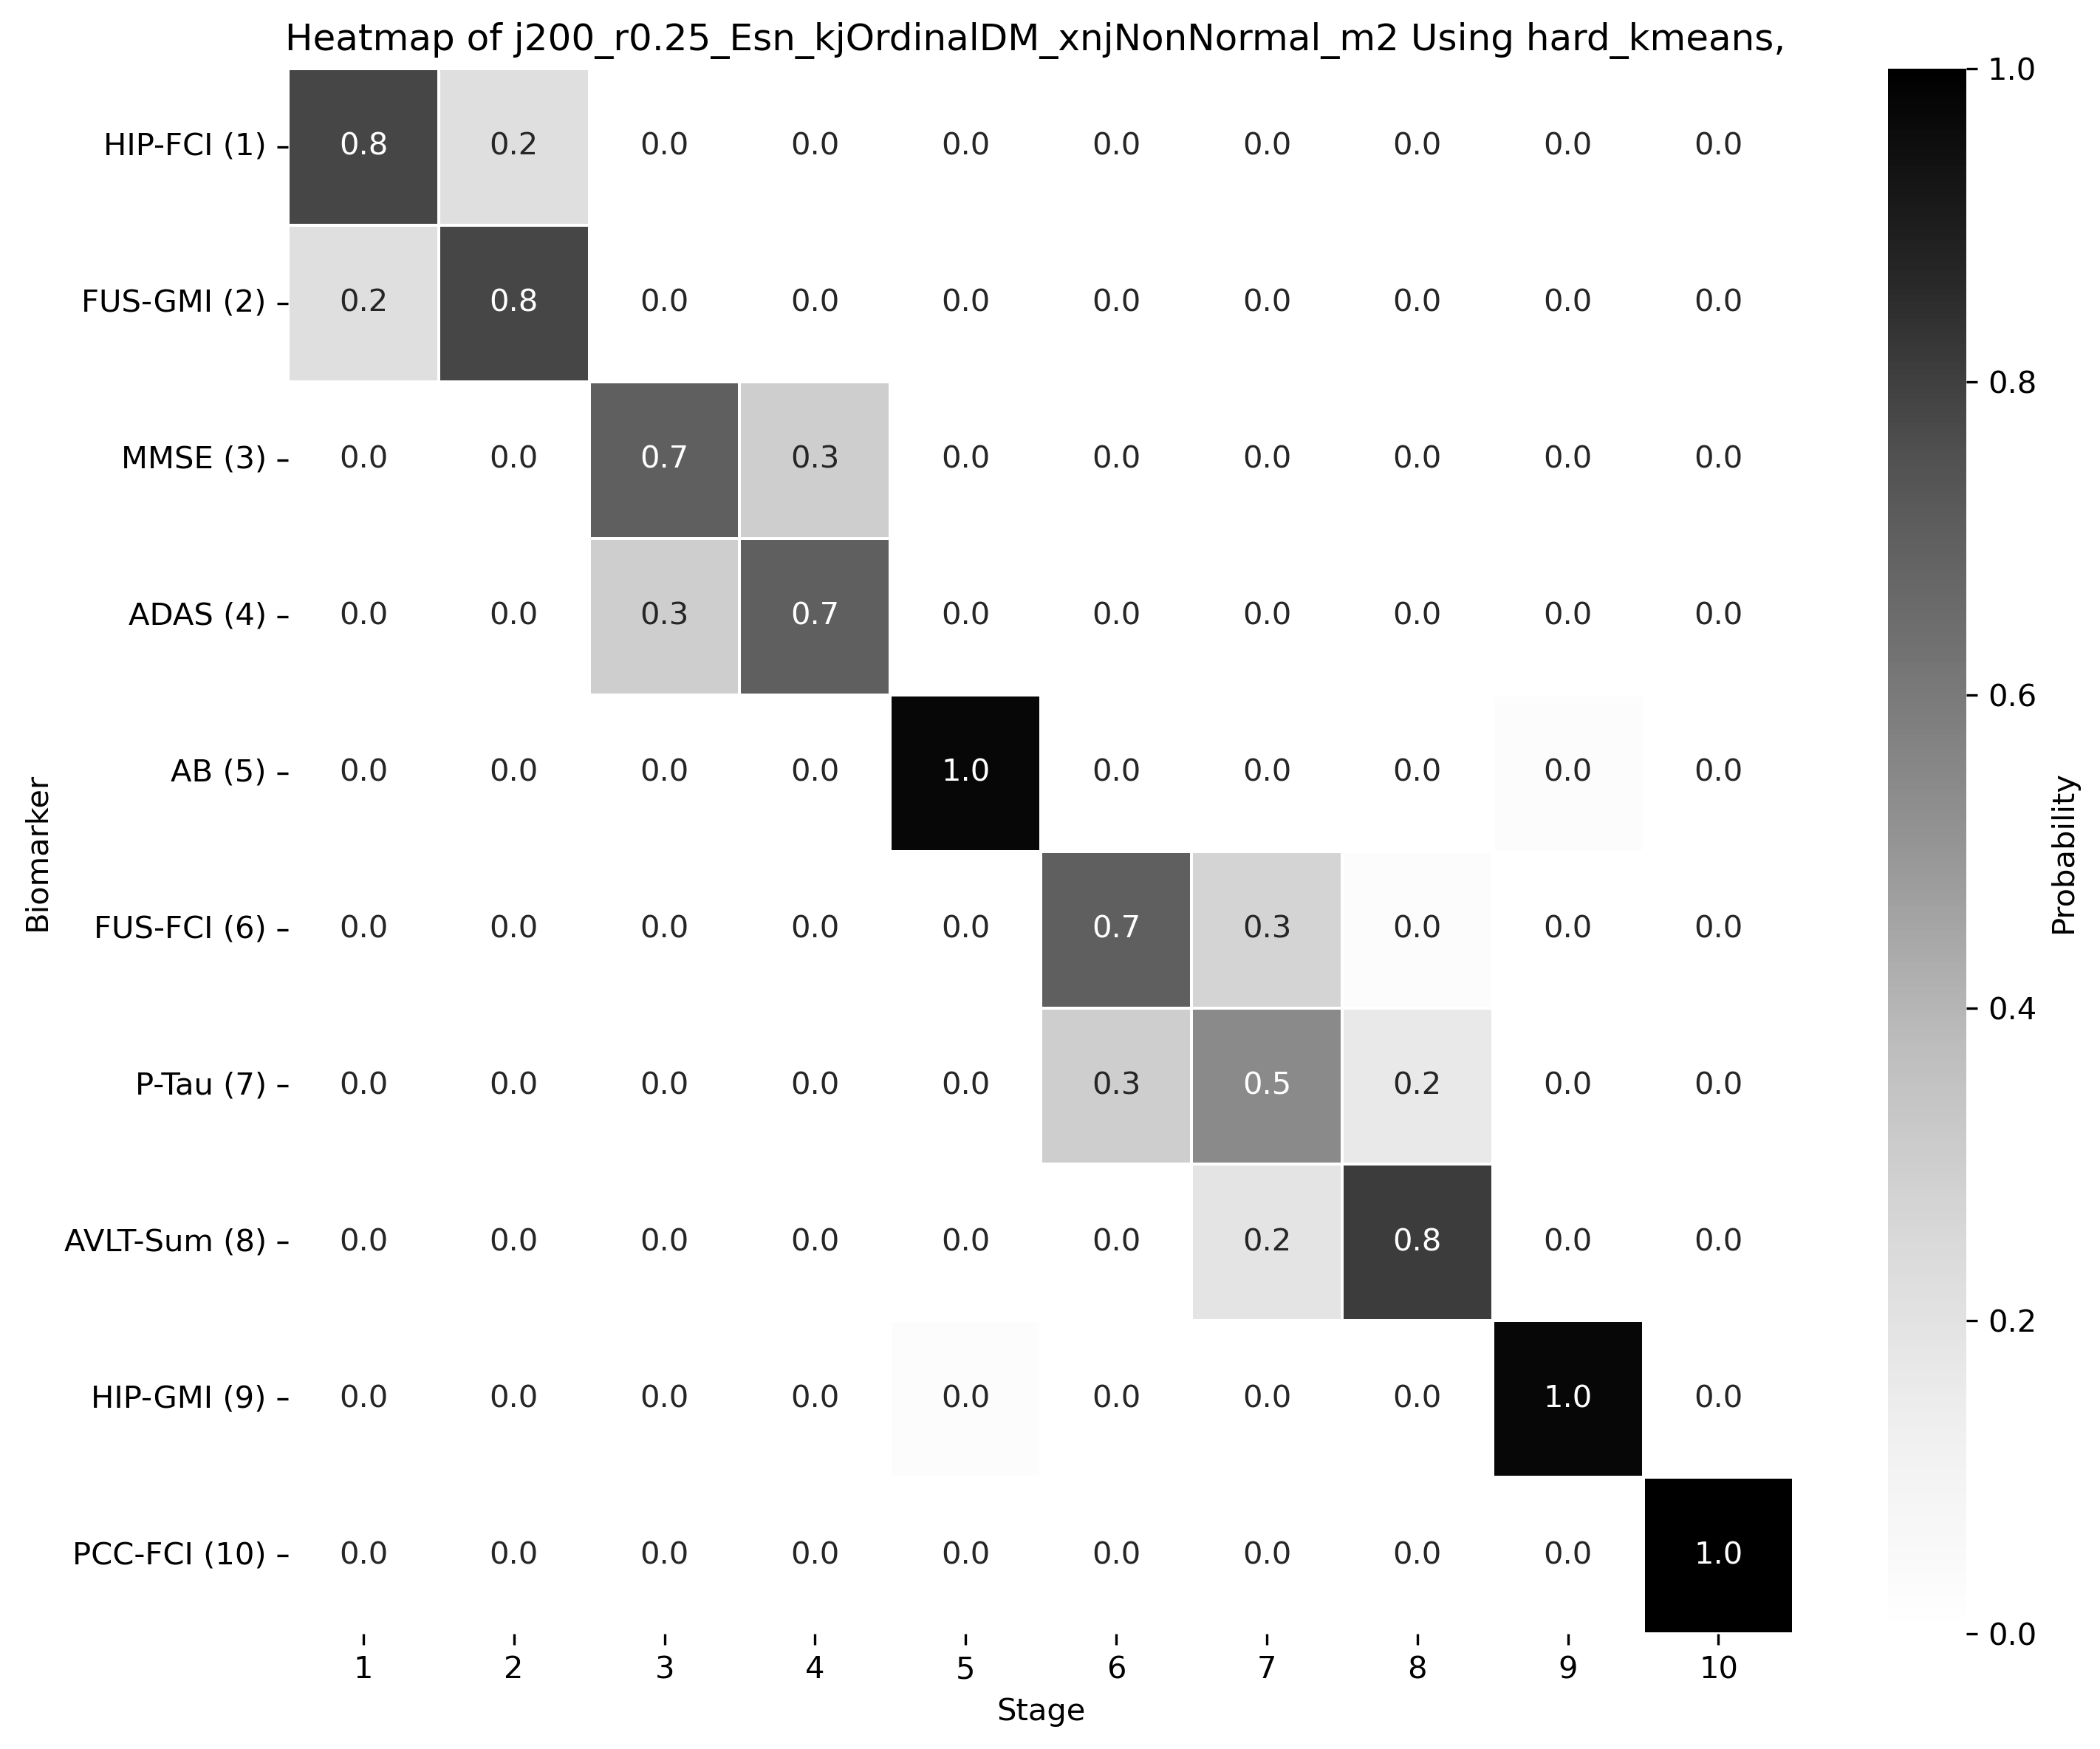 Heatmap of j200_r0.25_Esn_kjOrdinalDM_xnjNonNormal_m2 Using hard_kmeans,
HIP-FCI (1) 0.8 0.2 0.0 0.0 0.0 0.0 0.0 0.0 0.0 0.0
FUS-GMI (2) 0.2 0.8 0.0 0.0 0.0 0.0 0.0 0.0 0.0 0.0
MMSE (3) 0.0 0.0 0.7 0.3 0.0 0.0 0.0 0.0 0.0 0.0
ADAS (4) 0.0 0.0 0.3 0.7 0.0 0.0 0.0 0.0 0.0 0.0
AB (5) 0.0 0.0 0.0 0.0 1.0 0.0 0.0 0.0 0.0 0.0
FUS-FCI (6) 0.0 0.0 0.0 0.0 0.0 0.7 0.3 0.0 0.0 0.0
P-Tau (7) 0.0 0.0 0.0 0.0 0.0 0.3 0.5 0.2 0.0 0.0
AVLT-Sum (8) 0.0 0.0 0.0 0.0 0.0 0.0 0.2 0.8 0.0 0.0
HIP-GMI (9) 0.0 0.0 0.0 0.0 0.0 0.0 0.0 0.0 1.0 0.0
PCC-FCI (10) 0.0 0.0 0.0 0.0 0.0 0.0 0.0 0.0 0.0 1.0
1 2 3 4 5 6 7 8 9 10
Stage
Biomarker
1.0
0.8
0.6
0.4
0.2
0.0
Probability